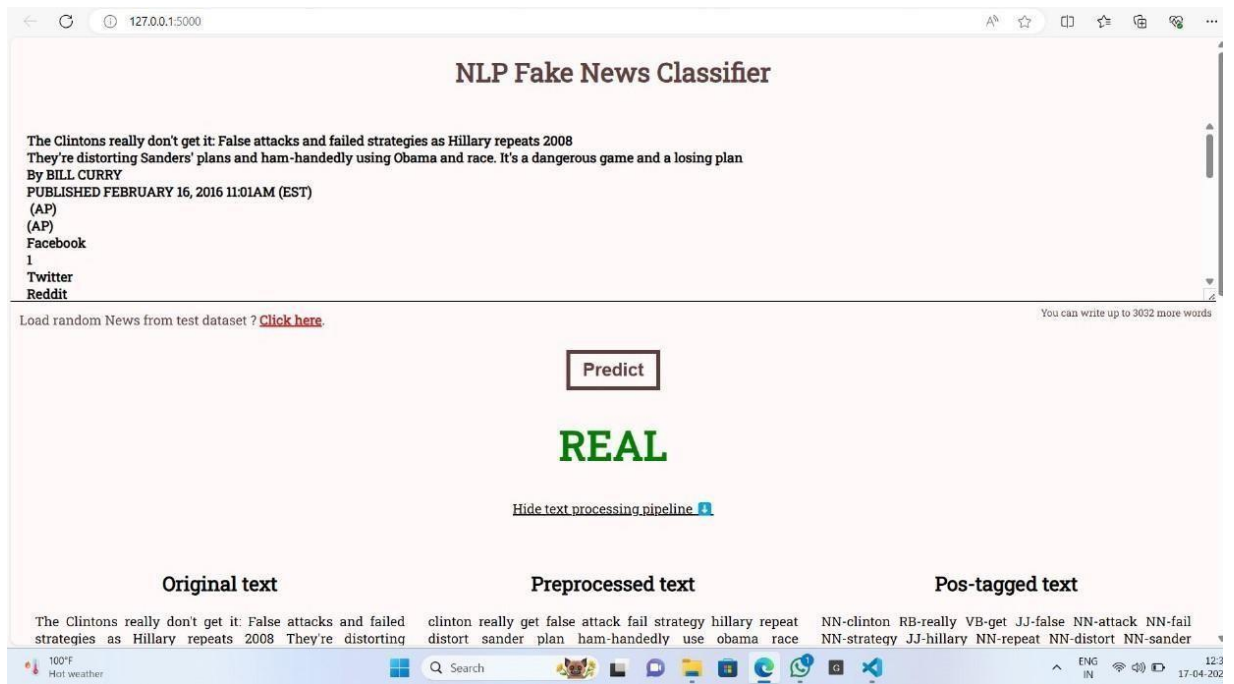 127.0.0.1:5000
NLP Fake News Classifier
The Clintons really don't get it: False attacks and failed strategies as Hillary repeats 2008
They're distorting Sanders' plans and ham-handedly using Obama and race. It's a dangerous game and a losing plan
By BILL CURRY
PUBLISHED FEBRUARY 16, 2016 11:01AM (EST)
(AP)
(AP)
Facebook
1
Twitter
Reddit
Load random News from test dataset ? Click here.
You can write up to 3032 more words
Predict
REAL
Hide text processing pipeline
Original text
The Clintons really don't get it: False attacks and failed
strategies as Hillary repeats 2008 They're distorting
Preprocessed text
clinton really get false attack fail strategy hillary repeat
distort sander plan ham-handedly use obama race
Pos-tagged text
NN-clinton RB-really VB-get JJ-false NN-attack NN-fail
NN-strategy JJ-hillary NN-repeat NN-distort NN-sander
100°F
Hot weather
Search
ENG
IN
12:3
17-04-202